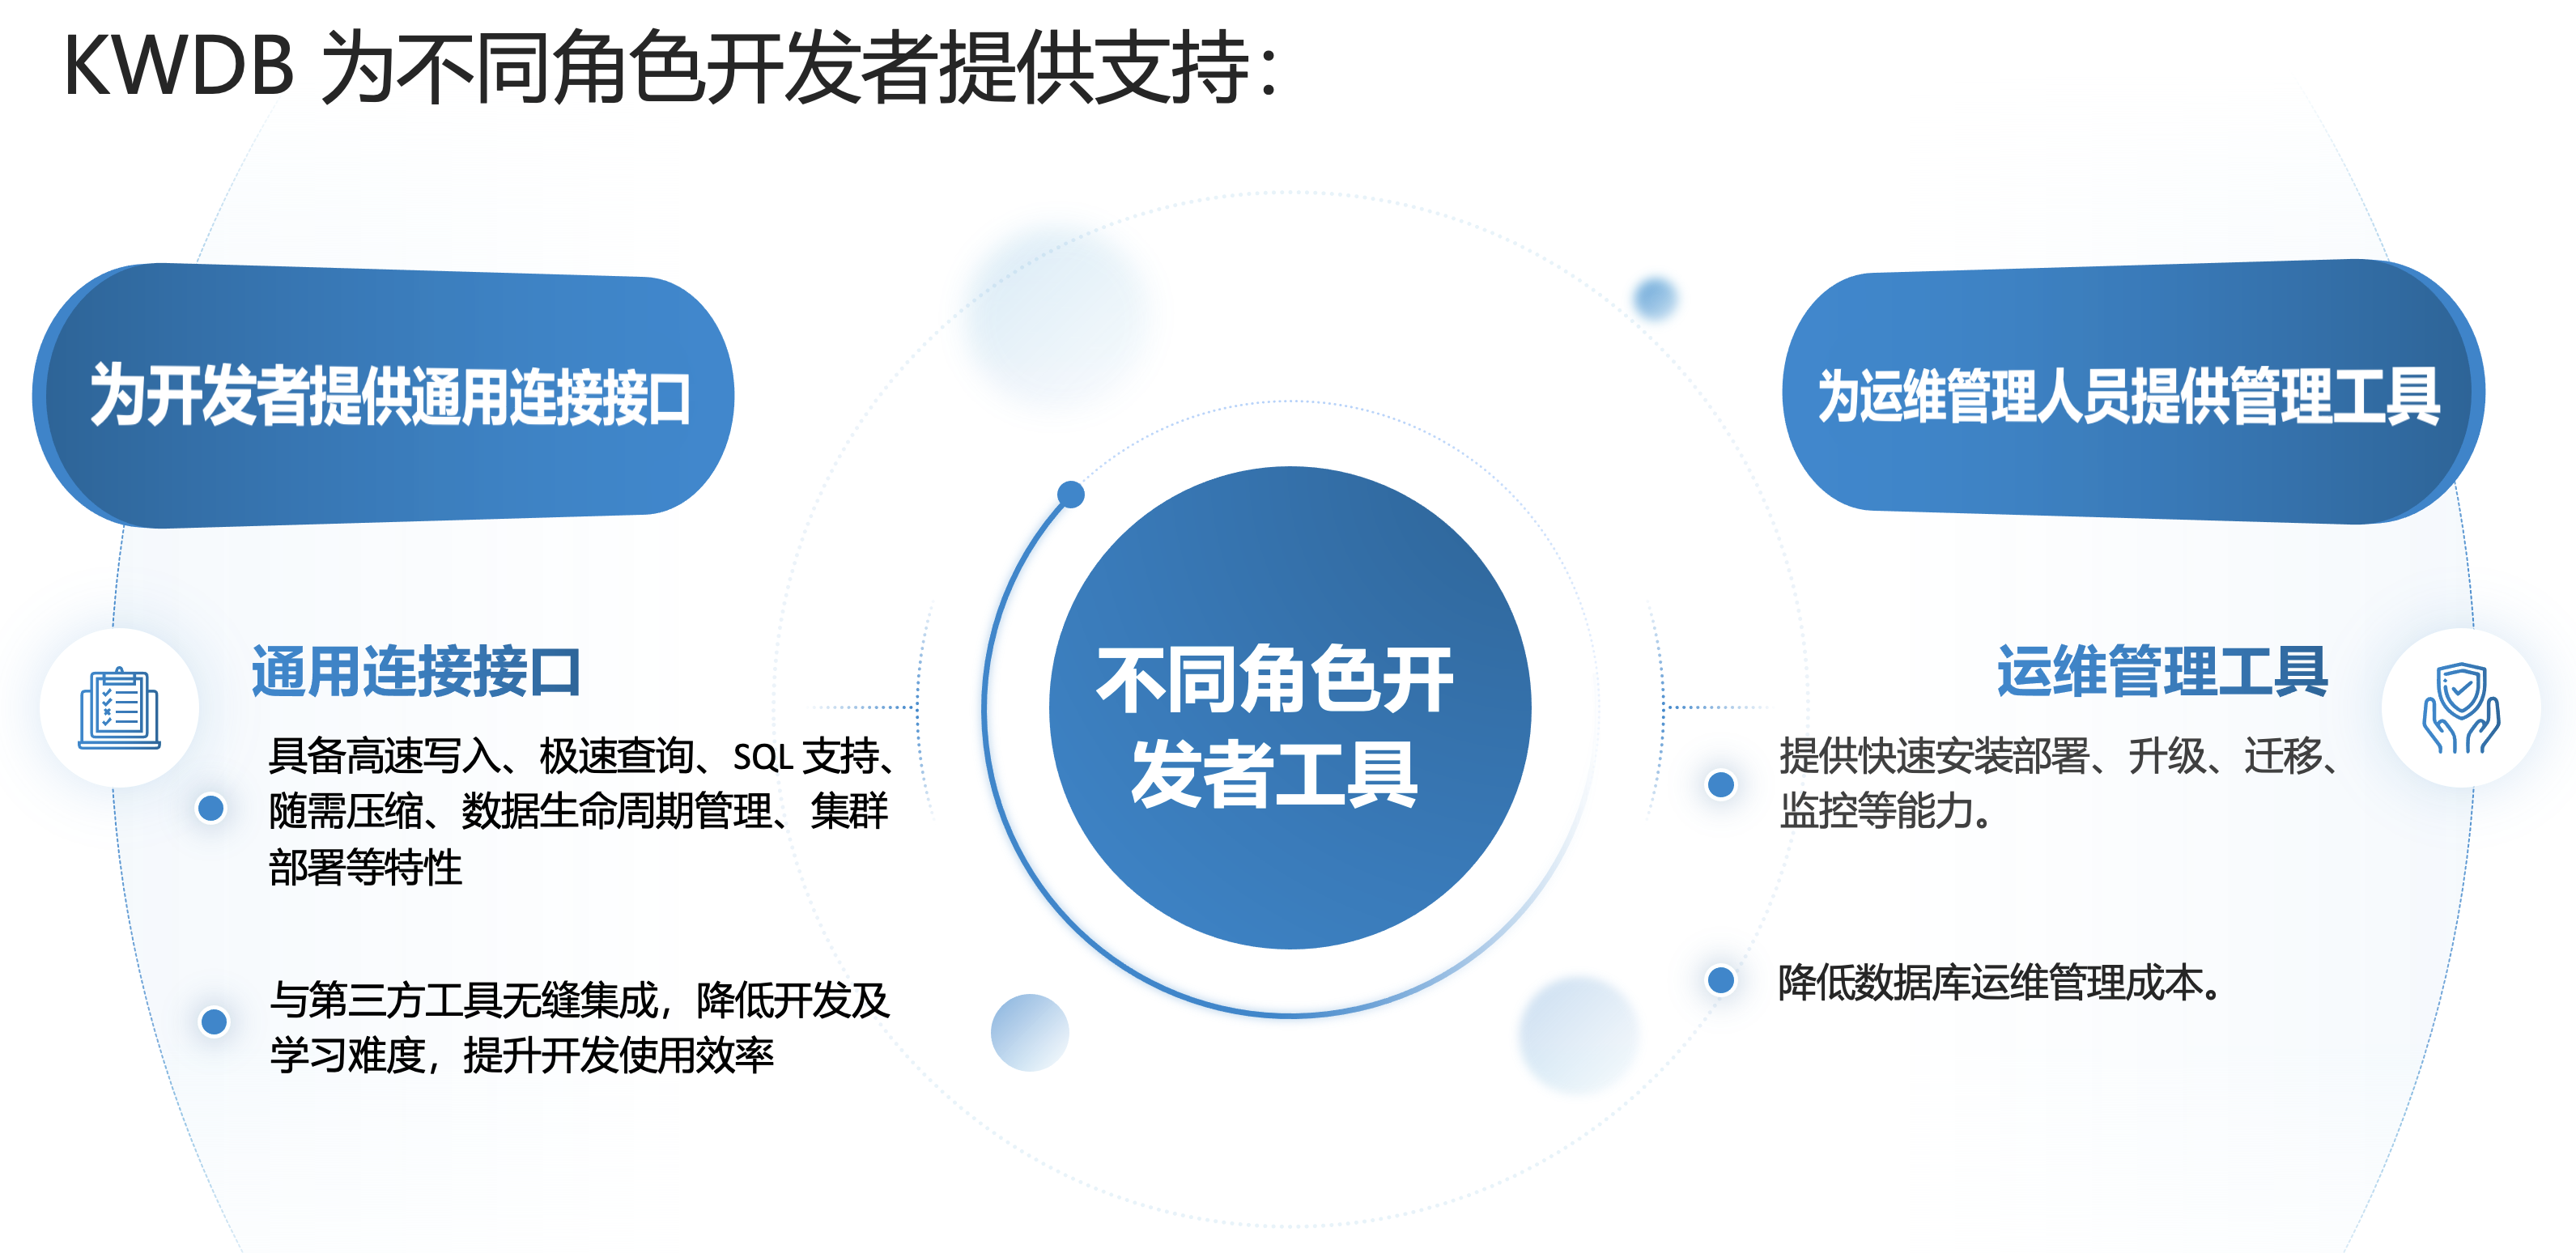 KWDB 为不同角色开发者提供支持：
为开发者提供通用连接接口
通用连接接口
具备高速写入、极速查询、SQL 支持、
随需压缩、数据生命周期管理、集群
部署等特性
与第三方工具无缝集成，降低开发及
学习难度，提升开发使用效率
不同角色开
发者工具
为运维管理人员提供管理工具
运维管理工具
提供快速安装部署、升级、迁移、
监控等能力。
降低数据库运维管理成本。